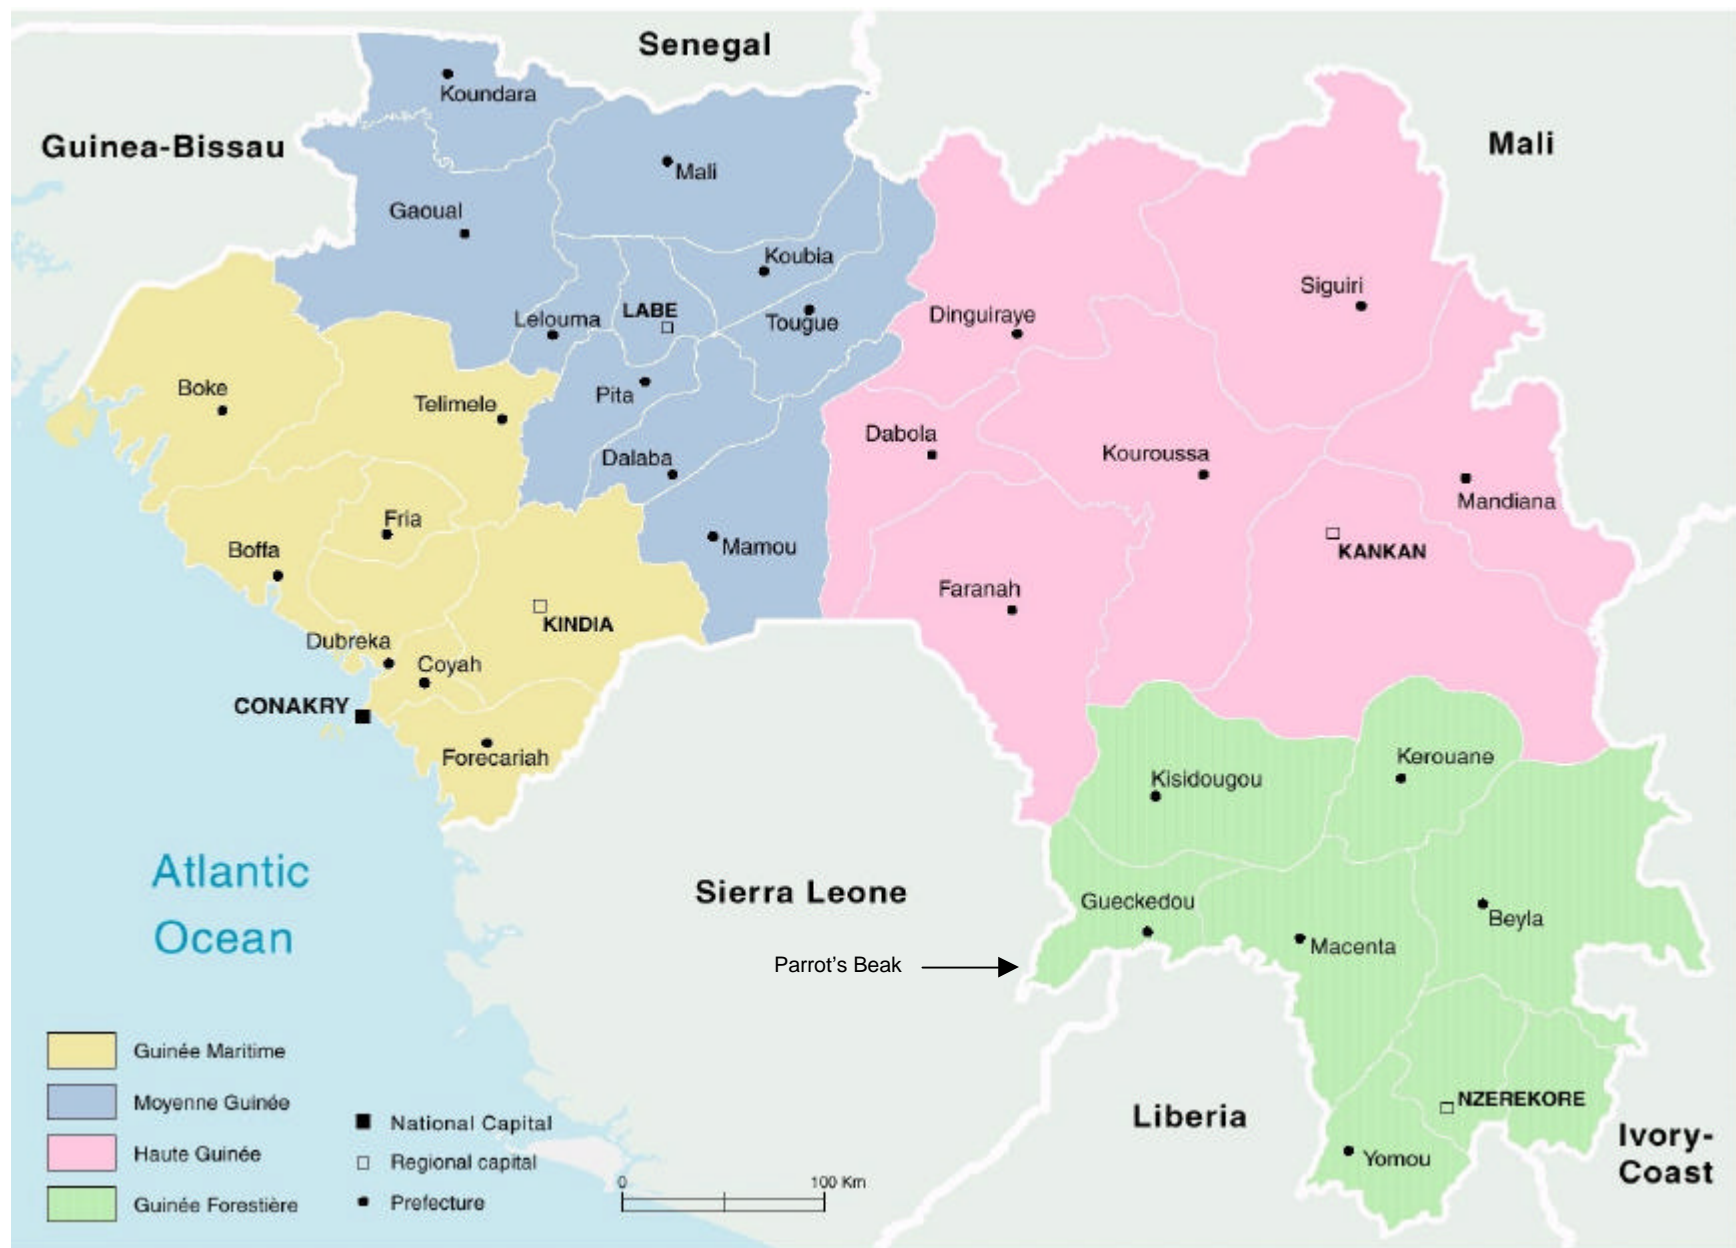 Senegal
Koundara
Guinea-Bissau
Mali
Mali
Gaoual
Koubia
Siguiri
LABE
Lelouma
Tougue
Dinguiraye
Boke
Pita
Telimele
Dabola
Kouroussa
Dalaba
Mandiana
Fria
Boffa
Mamou
KANKAN
Faranah
KINDIA
Dubreka
Coyah
CONAKRY
Forecariah
Kerouane
Kisidougou
Atlantic
Ocean
Sierra Leone
Gueckedou
Beyla
Macenta
Parrot's Beak
Guinée Maritime
Moyenne Guinée
Haute Guinée
Guinée Forestière
National Capital
Regional capital
Prefecture
0 100 Km
Liberia
NZEREKORE
Yomou
Ivory-
Coast